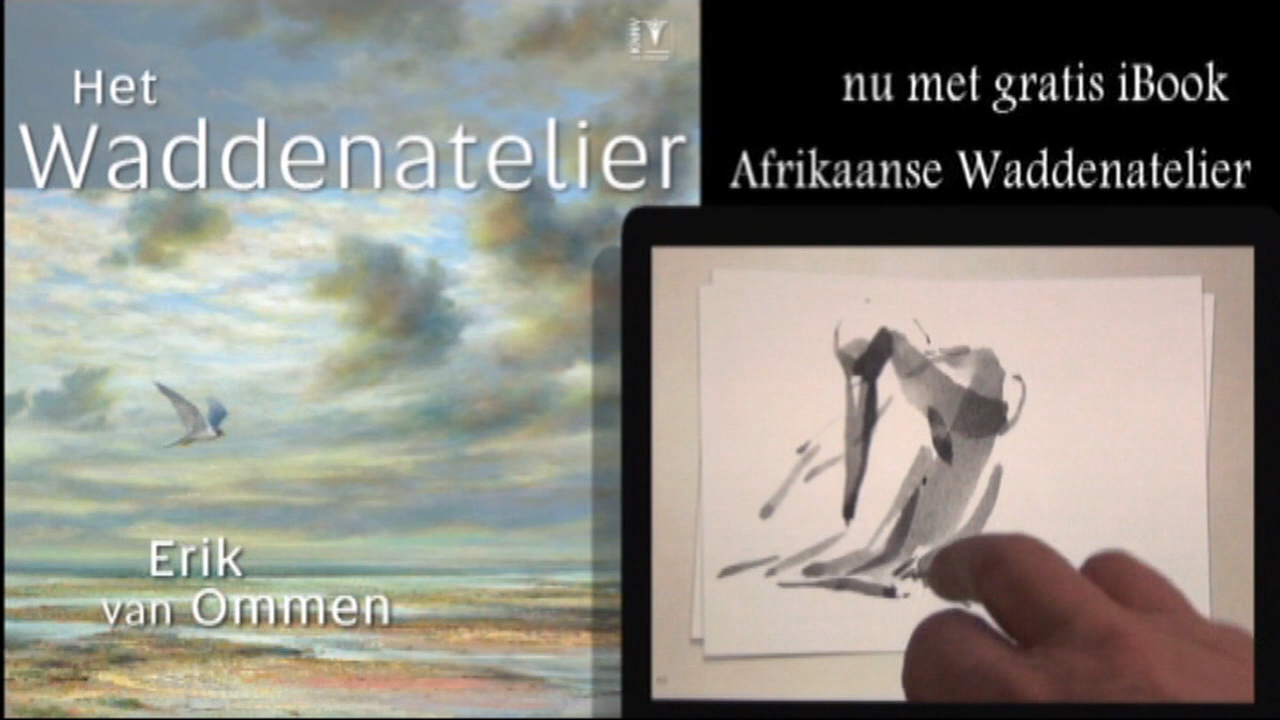 Het
Waddenatelier
Erik
van Ommen
nu met gratis iBook
Afrikaanse Waddenatelier